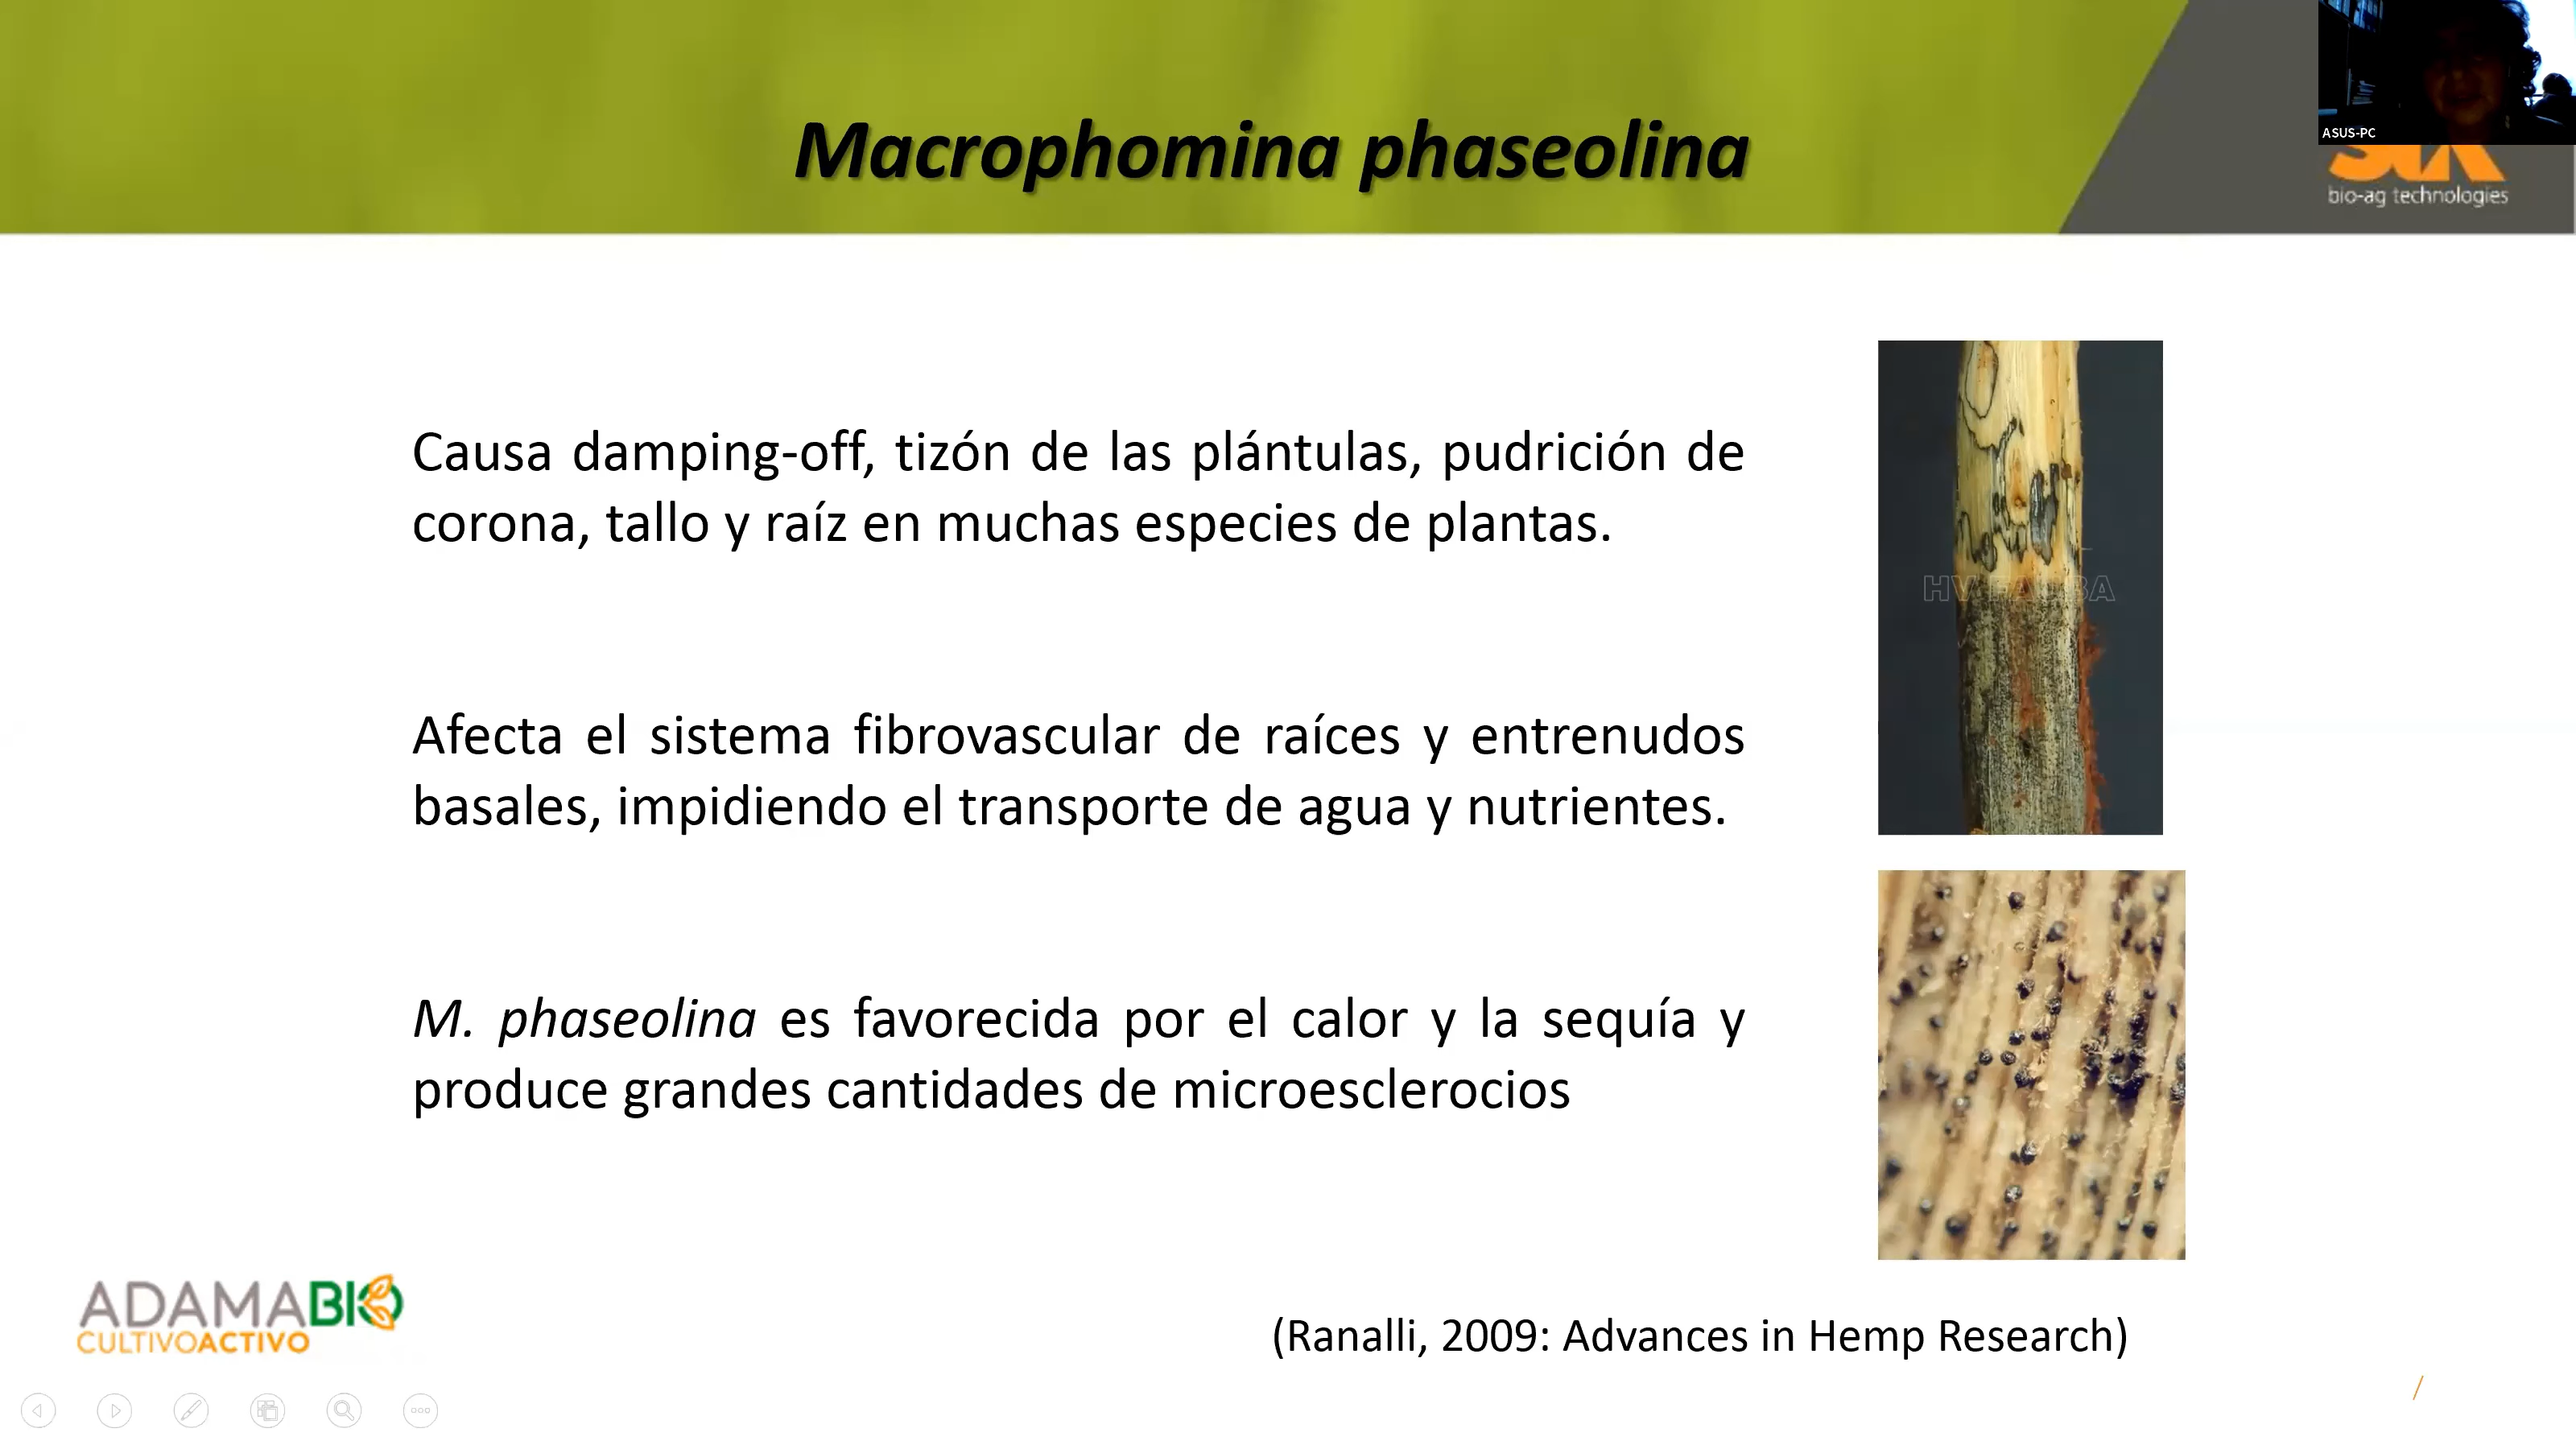 Macrophomina phaseolina
ASUS-PC
bio-ag technologies
Causa damping-off, tizón de las plántulas, pudrición de
corona, tallo y raíz en muchas especies de plantas.
Afecta el sistema fibrovascular de raíces y entrenudos
basales, impidiendo el transporte de agua y nutrientes.
M. phaseolina es favorecida por el calor y la sequía y
produce grandes cantidades de microesclerocios
ADAMABIO
CULTIVOACTIVO
(Ranalli, 2009: Advances in Hemp Research)
/